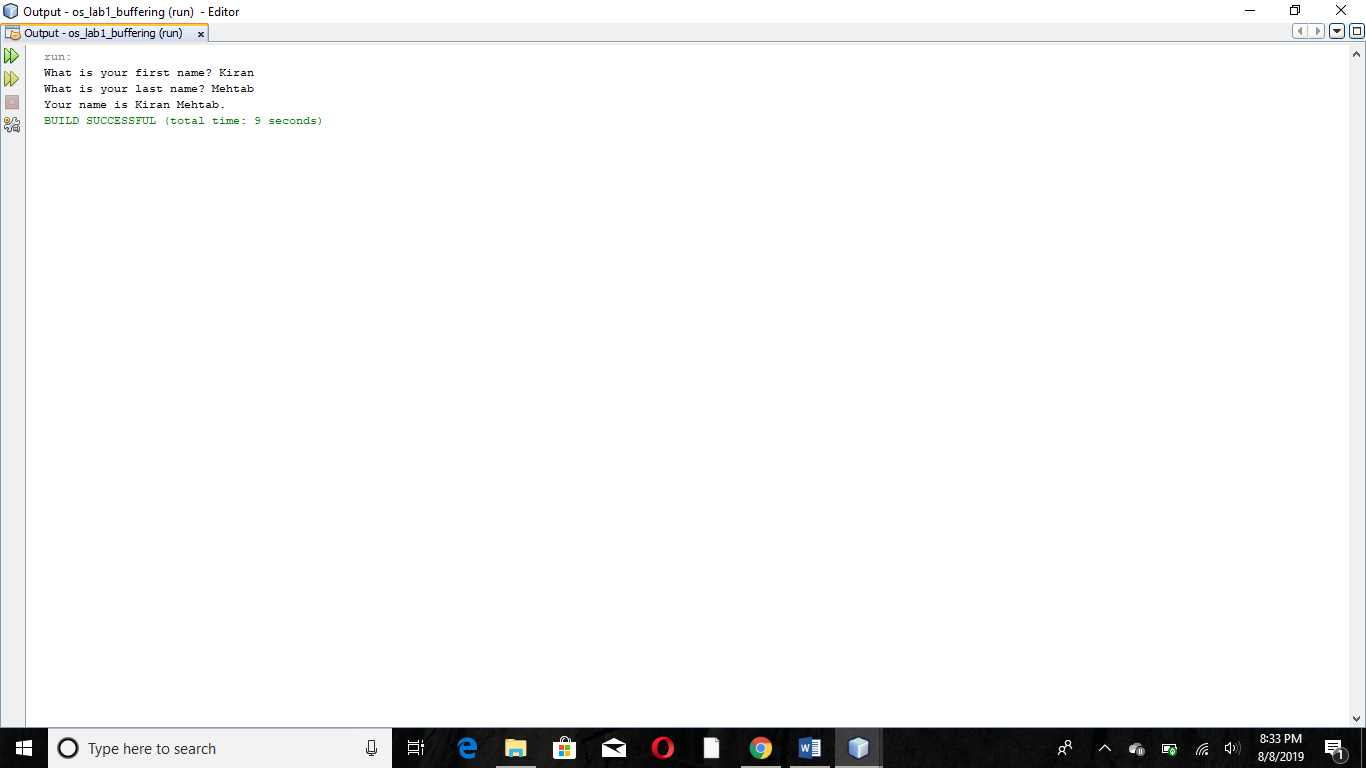 Output - os_lab1_buffering (run) - Editor
Output - os_lab1_buffering (run) x
run:
What is your first name? Kiran
What is your last name? Mehtab
Your name is Kiran Mehtab.
BUILD SUCCESSFUL (total time: 9 seconds)
Type here to search
8:33 PM
8/8/2019
1